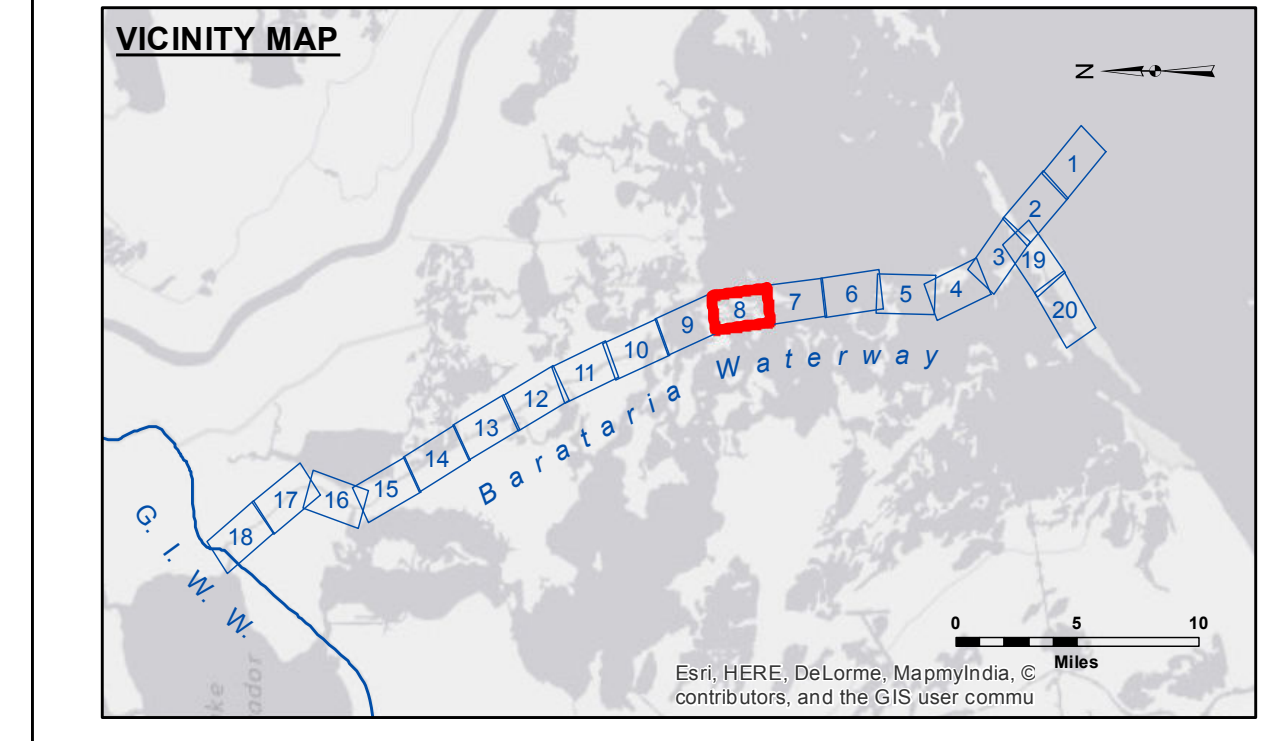 VICINITY MAP
N
1
2
3
19
4
20
5
6
7
8
9
10
11
12
13
14
15
16
17
18
Barataria Waterway
G. I. W. W.
0 5 10
Miles
Esri, HERE, DeLorme, MapmyIndia, ©
contributors, and the GIS user commu
ke
ador